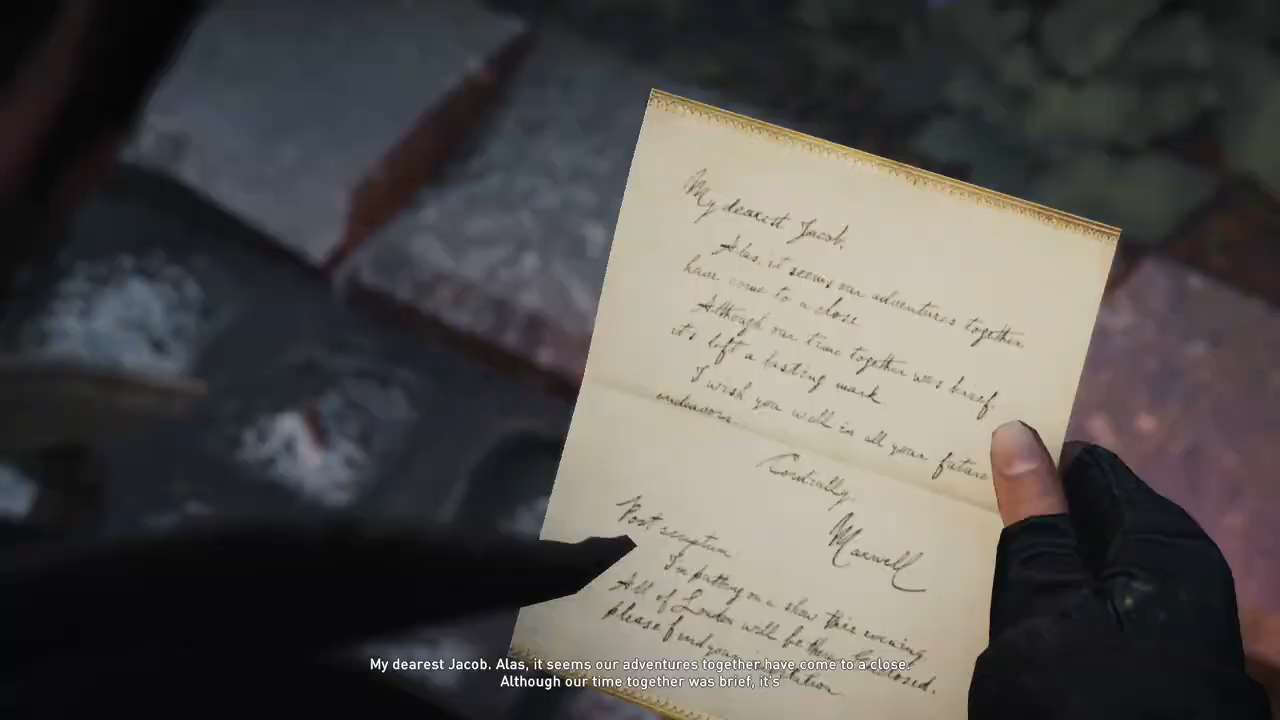 My dearest Jacob,
Alas, it seems our adventures together
have come to a close.
Although our time together was brief,
it's left a lasting mark.
I wish you well in all your future
endeavors.
Cordially,
Maxwell
Post scriptum:
I'm putting on a show this evening.
All of London will be there. Enclosed,
please find your invitation
My dearest Jacob. Alas, it seems our adventures together have come to a close.
Although our time together was brief, it's